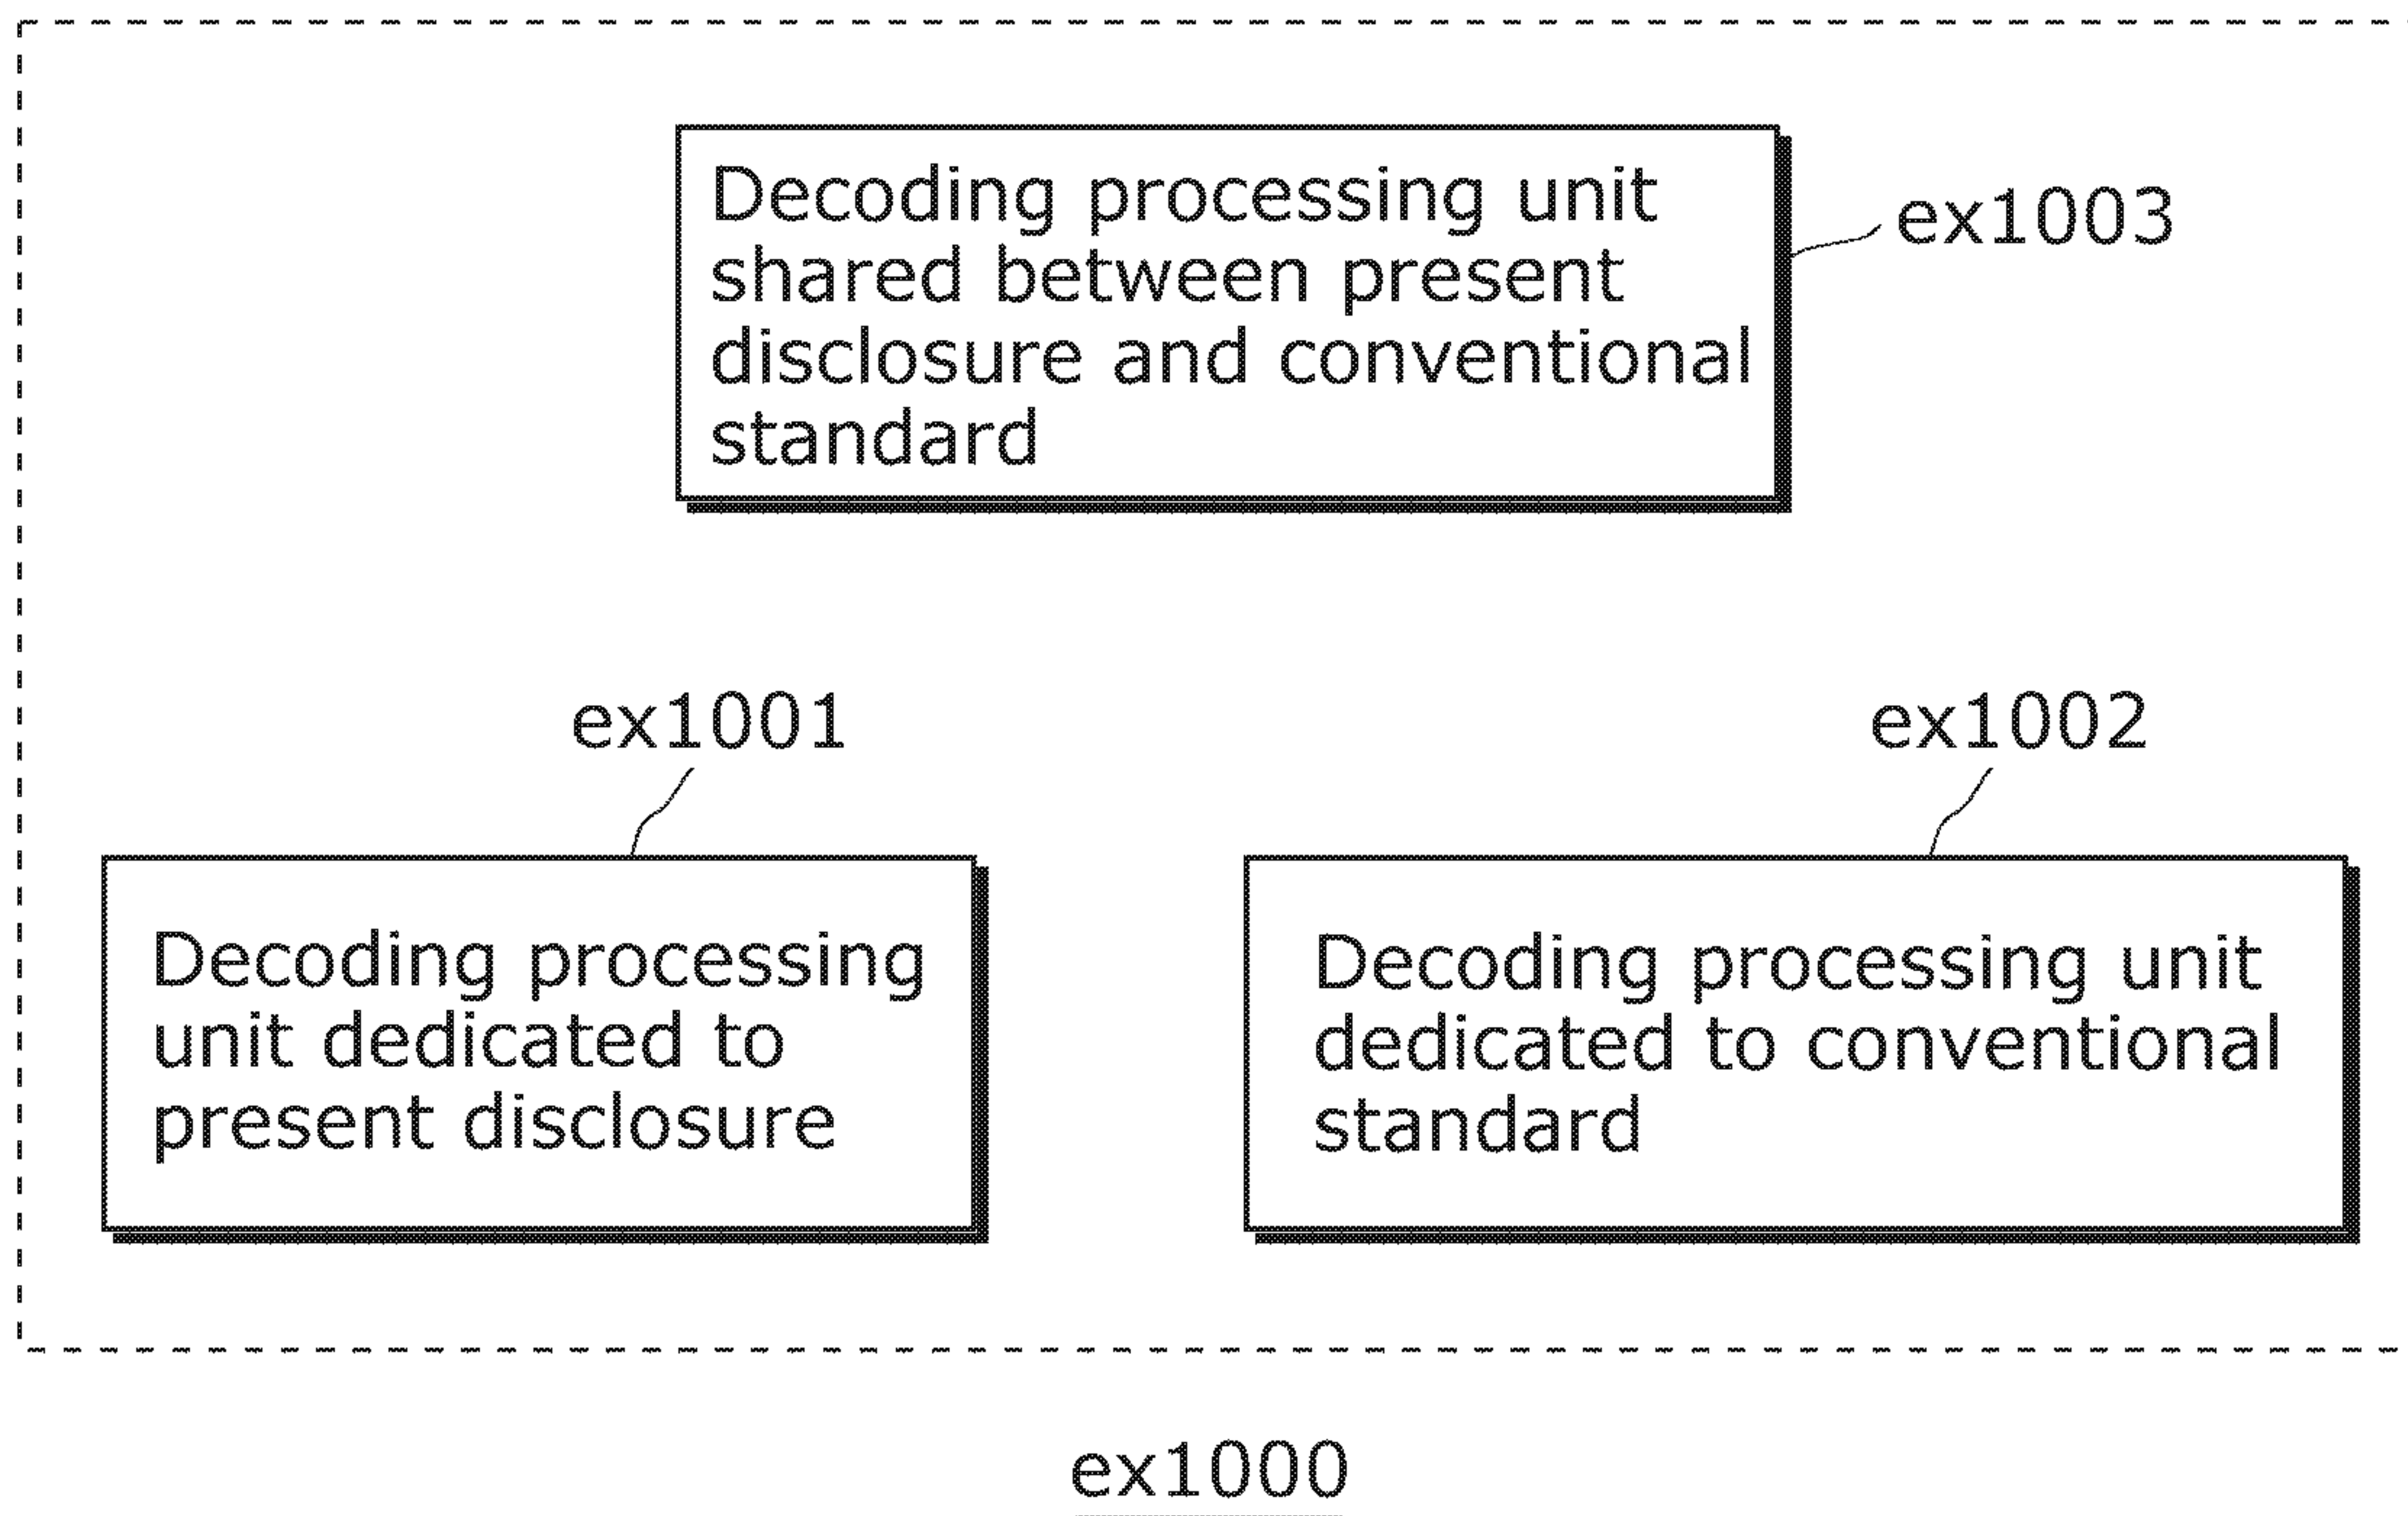 Decoding processing unit
shared between present
disclosure and conventional
standard
ex1003
ex1001
ex1002
Decoding processing
unit dedicated to
present disclosure
Decoding processing unit
dedicated to conventional
standard
ex1000